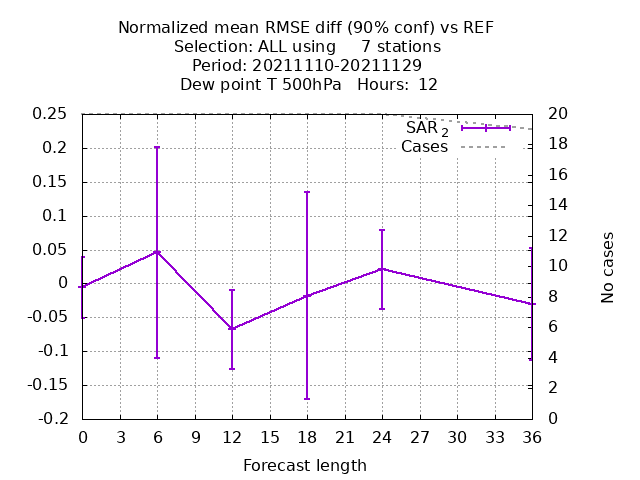 Normalized mean RMSE diff (90% conf) vs REF
Selection: ALL using     7 stations
Period: 20211110-20211129
Dew point T 500hPa   Hours:  12
0.25
0.2
0.15
0.1
0.05
0
-0.05
-0.1
-0.15
-0.2
20
18
16
14
12
10
8
6
4
2
0
SAR 2
Cases
No cases
0 3 6 9 12 15 18 21 24 27 30 33 36
Forecast length